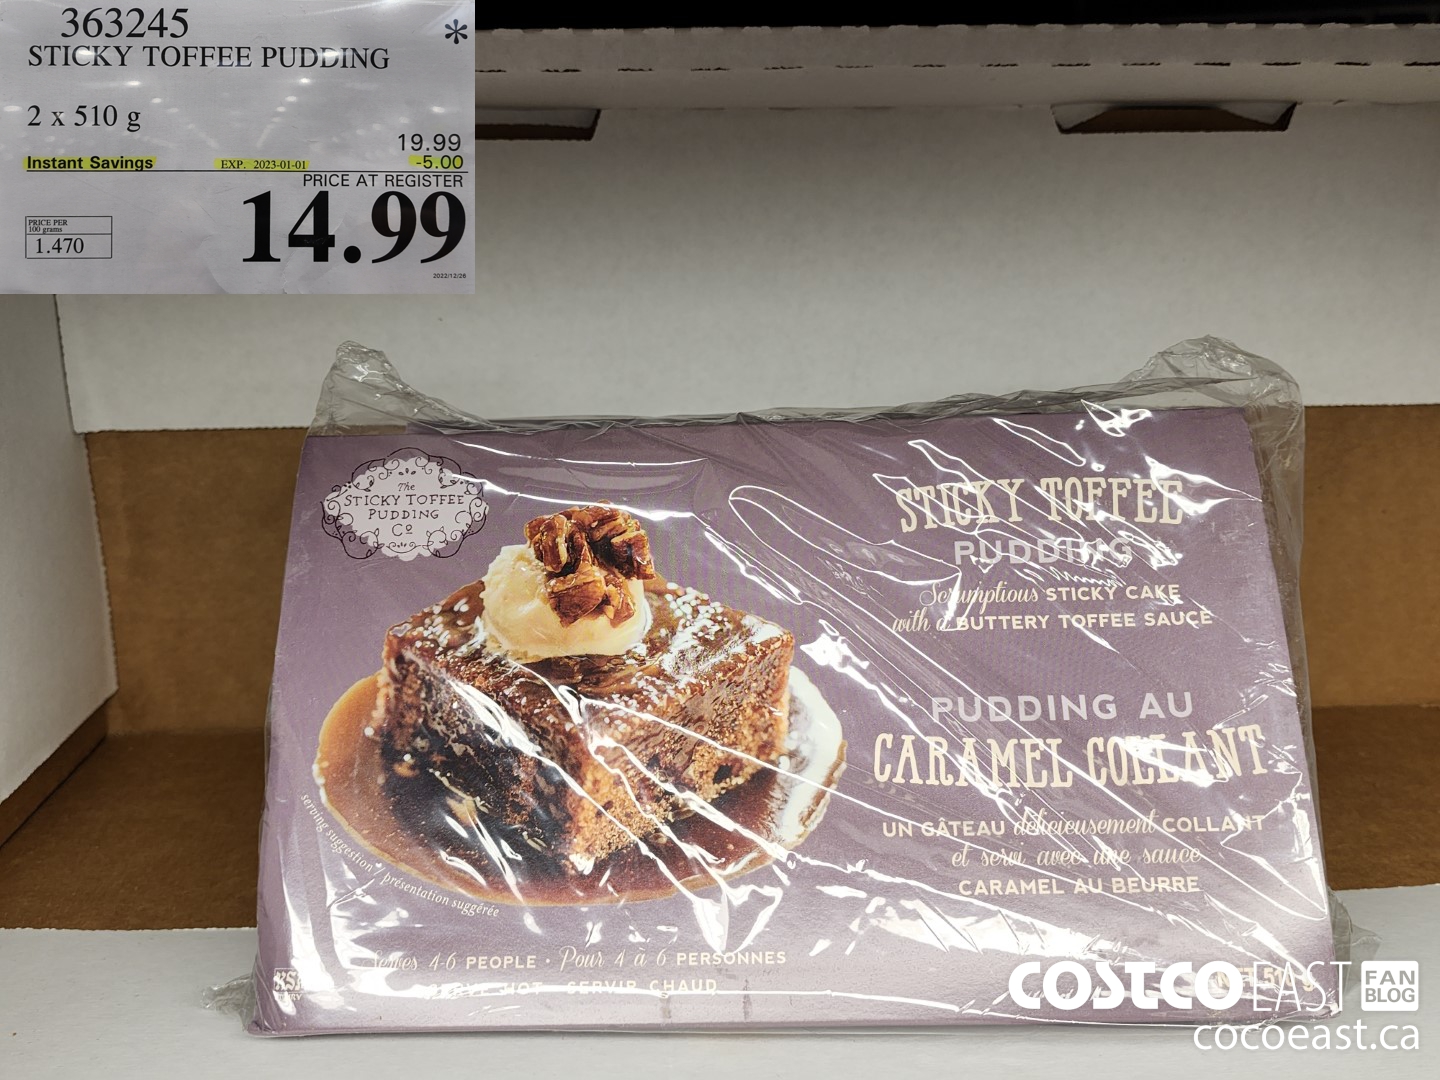 363245
*
STICKY TOFFEE PUDDING
2 x 510 g
19.99
Instant Savings
EXP. 2023-01-01
-5.00
PRICE AT REGISTER
14.99
PRICE PER
100 grams
1.470
2022/12/26
The
STICKY TOFFEE
PUDDING
Co
STICKY TOFFEE
PUDDING
Scrumptious STICKY CAKE
with a BUTTERY TOFFEE SAUCE
PUDDING AU
CARAMEL COLLANT
UN GÂTEAU délicieusement COLLANT
et servi avec une sauce
CARAMEL AU BEURRE
serving suggestion • présentation suggérée
Serves 4-6 PEOPLE • Pour 4 à 6 PERSONNES
SERVE HOT SERVIR CHAUD
COSTCO EAST FAN
BLOG
cocoeast.ca